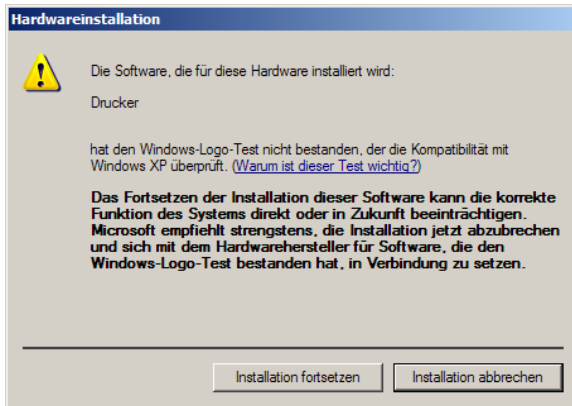 Hardwareinstallation
Die Software, die für diese Hardware installiert wird:
Drucker
hat den Windows-Logo-Test nicht bestanden, der die Kompatibilität mit
Windows XP überprüft. (Warum ist dieser Test wichtig?)
Das Fortsetzen der Installation dieser Software kann die korrekte
Funktion des Systems direkt oder in Zukunft beeinträchtigen.
Microsoft empfiehlt strengstens, die Installation jetzt abzubrechen
und sich mit dem Hardwarehersteller für Software, die den
Windows-Logo-Test bestanden hat, in Verbindung zu setzen.
Installation fortsetzen
Installation abbrechen